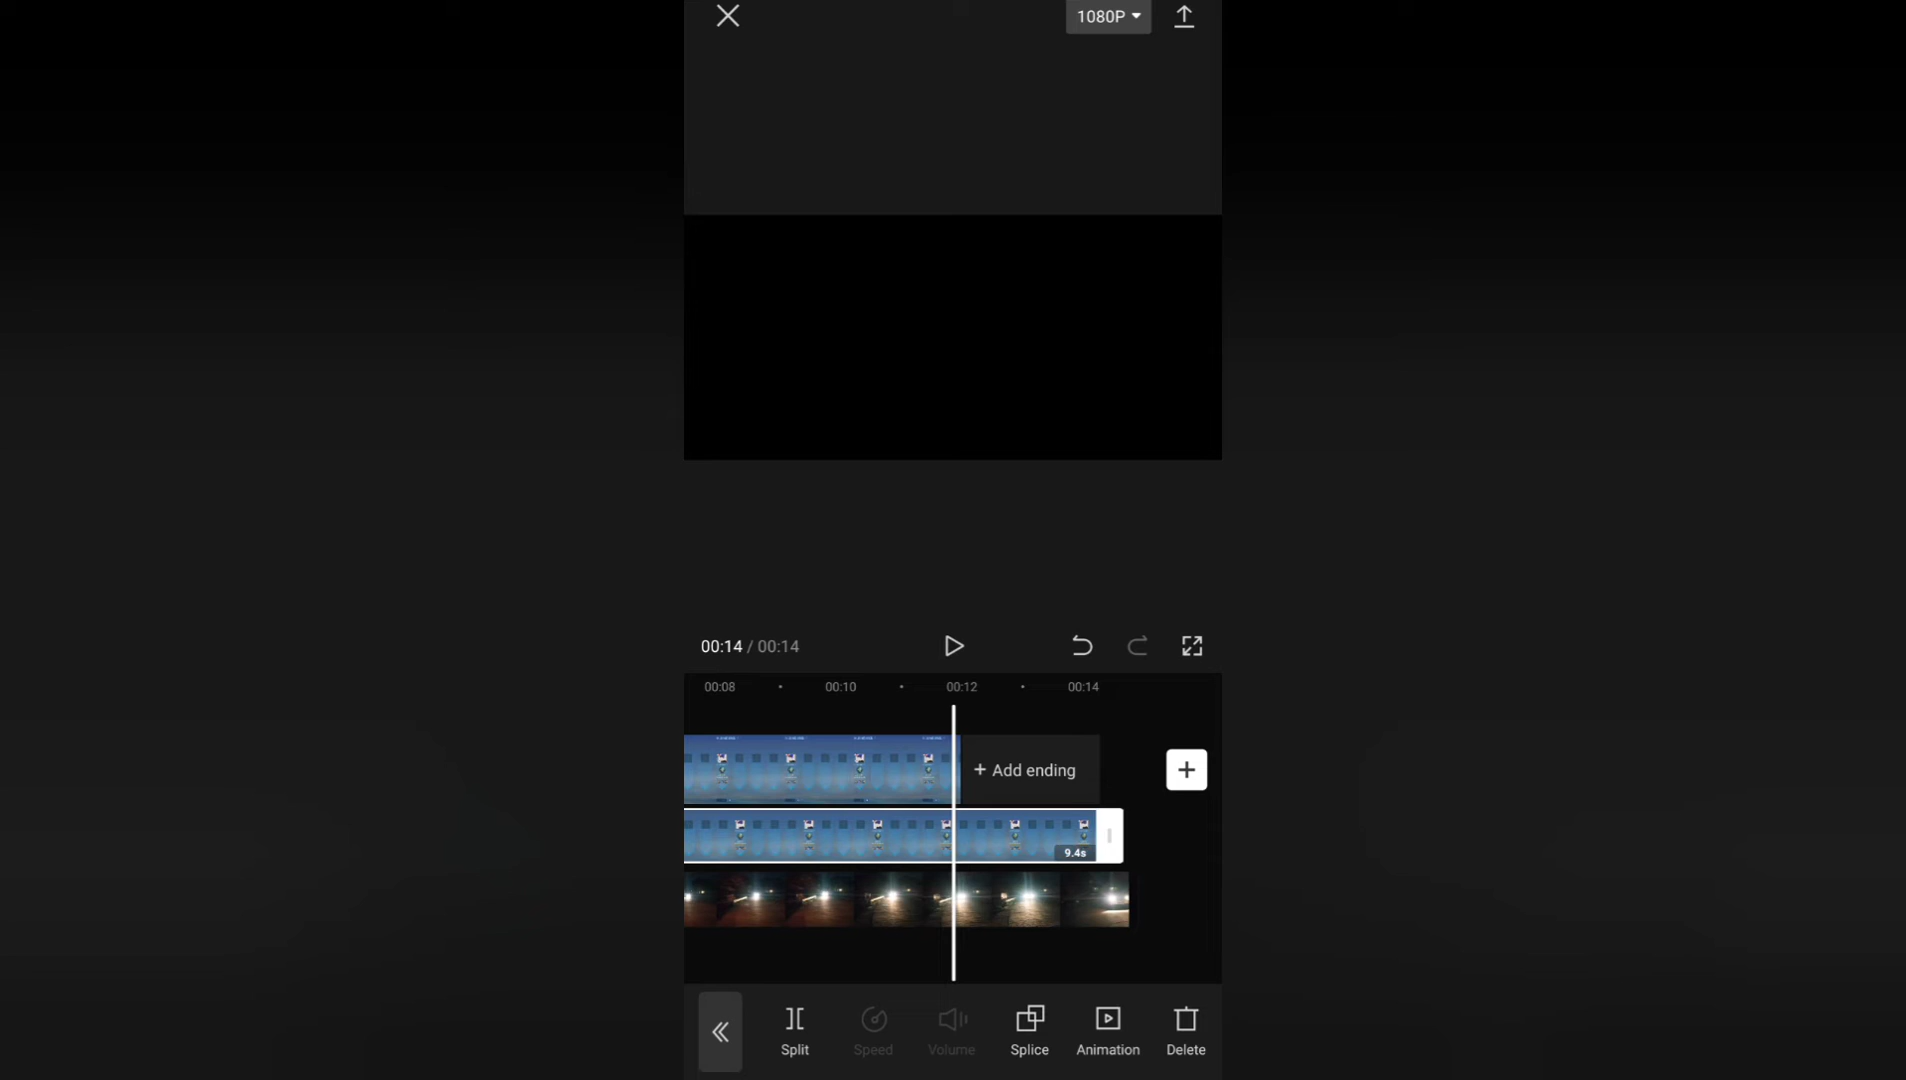 1080P
00:14 / 00:14
00:08 00:10 00:12 00:14
+ Add ending
9.4s
Split Speed Volume Splice Animation Delete